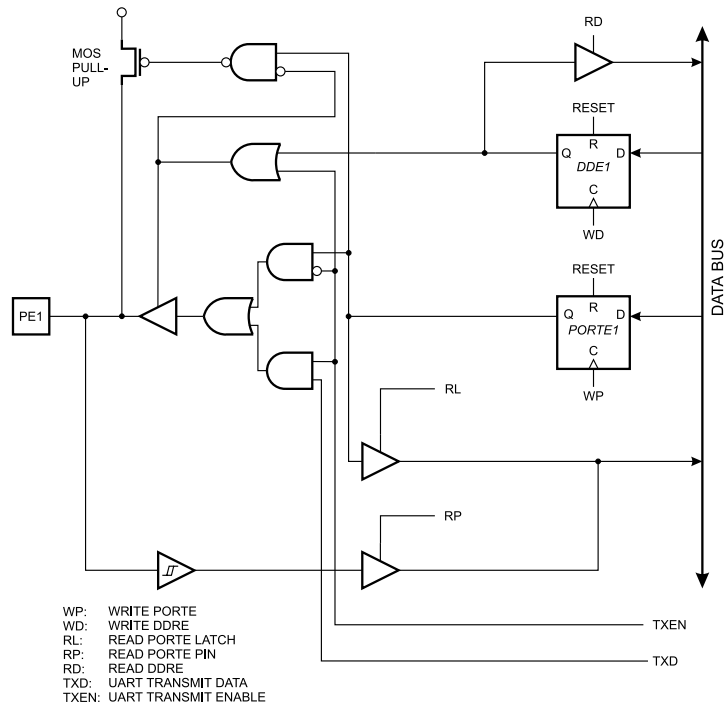 RD
MOS
PULL-
UP
RESET
R
Q
D
DDE1
C
WD
RESET
R
Q
D
PE1
PORTE1
C
WP
DATA BUS
RL
RP
WP: WRITE PORTE
WD: WRITE DDRE
RL: READ PORTE LATCH
RP: READ PORTE PIN
RD: READ DDRE
TXD: UART TRANSMIT DATA
TXEN: UART TRANSMIT ENABLE
TXEN
TXD